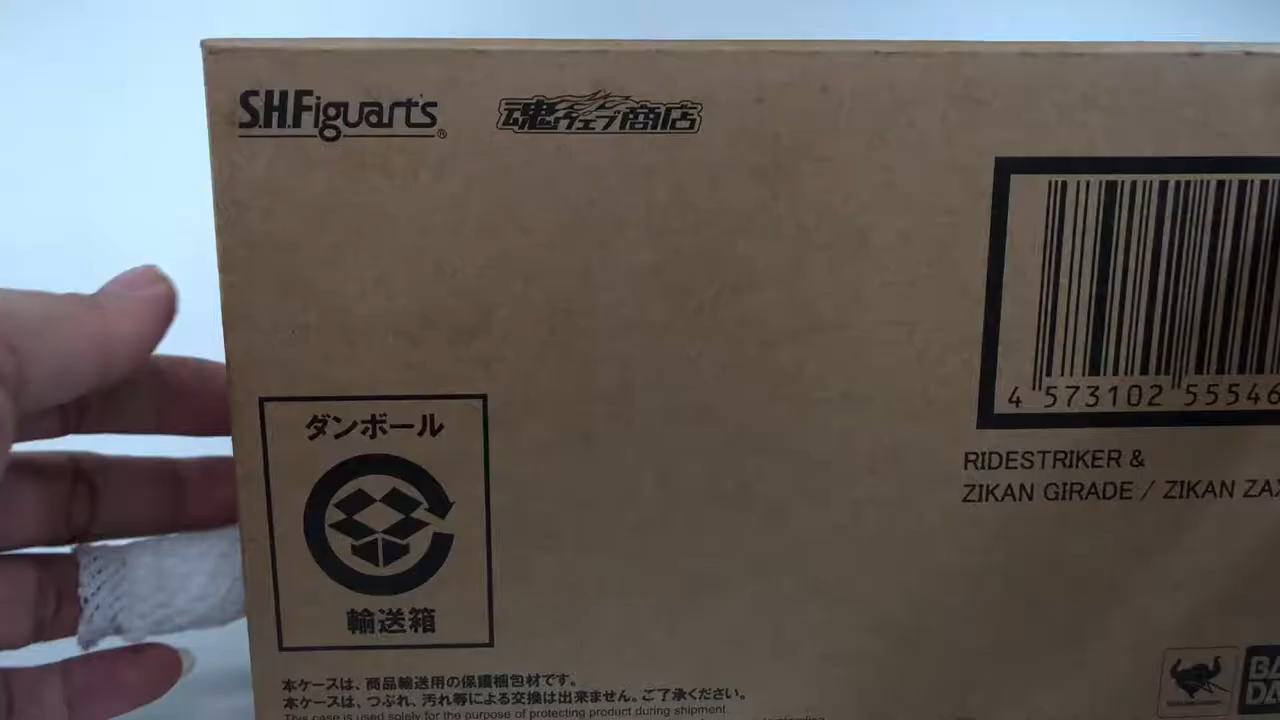 S.H.Figuarts®
魂ウェブ商店
4 573102 55546
RIDESTRIKER &
ZIKAN GIRADE / ZIKAN ZAX
ダンボール
輸送箱
本ケースは、商品輸送用の保護梱包材です。
本ケースは、つぶれ、汚れ等による交換は出来ません。ご了承ください。
This case is used solely for the purpose of protecting product during shipment.
BA
DA